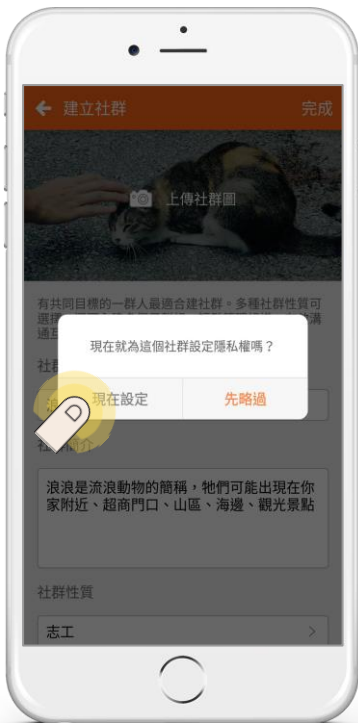 建立社群
完成
上傳社群圖
有共同目標的一群人最適合建社群。多種社群性質可
現在就為這個社群設定隱私權嗎？
現在設定
先略過
浪浪是流浪動物的簡稱，牠們可能出現在你
家附近、超商門口、山區、海邊、觀光景點
社群性質
志工